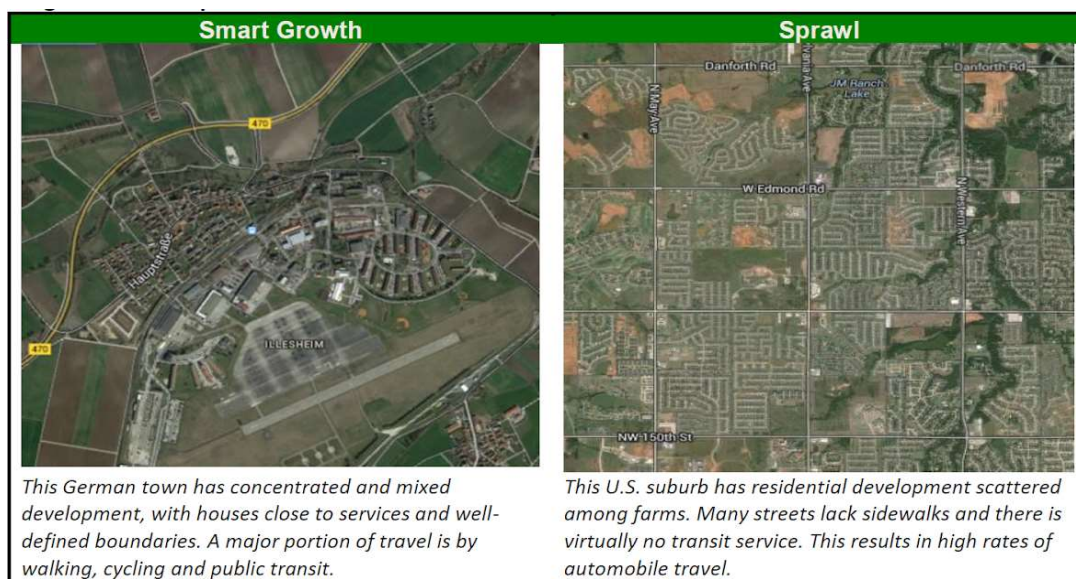 Smart Growth
Sprawl
470
470
Hauptstraße
ILLESHEIM
Danforth Rd
Danforth Rd
N May Ave
JM Ranch
Lake
W Edmond Rd
N Western Ave
NW 150th St
This German town has concentrated and mixed
development, with houses close to services and well-
defined boundaries. A major portion of travel is by
walking, cycling and public transit.
This U.S. suburb has residential development scattered
among farms. Many streets lack sidewalks and there is
virtually no transit service. This results in high rates of
automobile travel.